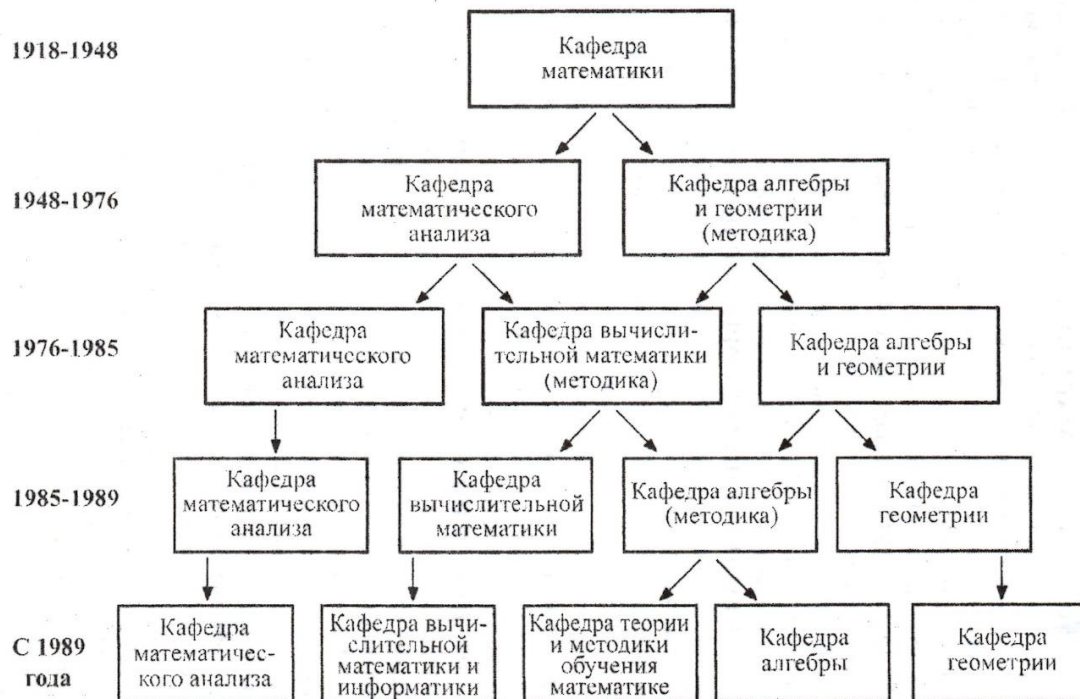 1918-1948
Кафедра
математики
1948-1976
Кафедра
математического
анализа
Кафедра алгебры
и геометрии
(методика)
1976-1985
Кафедра
математического
анализа
Кафедра вычисли-
тельной математики
(методика)
Кафедра алгебры
и геометрии
1985-1989
Кафедра
математического
анализа
Кафедра
вычислительной
математики
Кафедра алгебры
(методика)
Кафедра
геометрии
С 1989
года
Кафедра
математичес-
кого анализа
Кафедра вычи-
слительной
математики и
информатики
Кафедра теории
и методики
обучения
математике
Кафедра
алгебры
Кафедра
геометрии